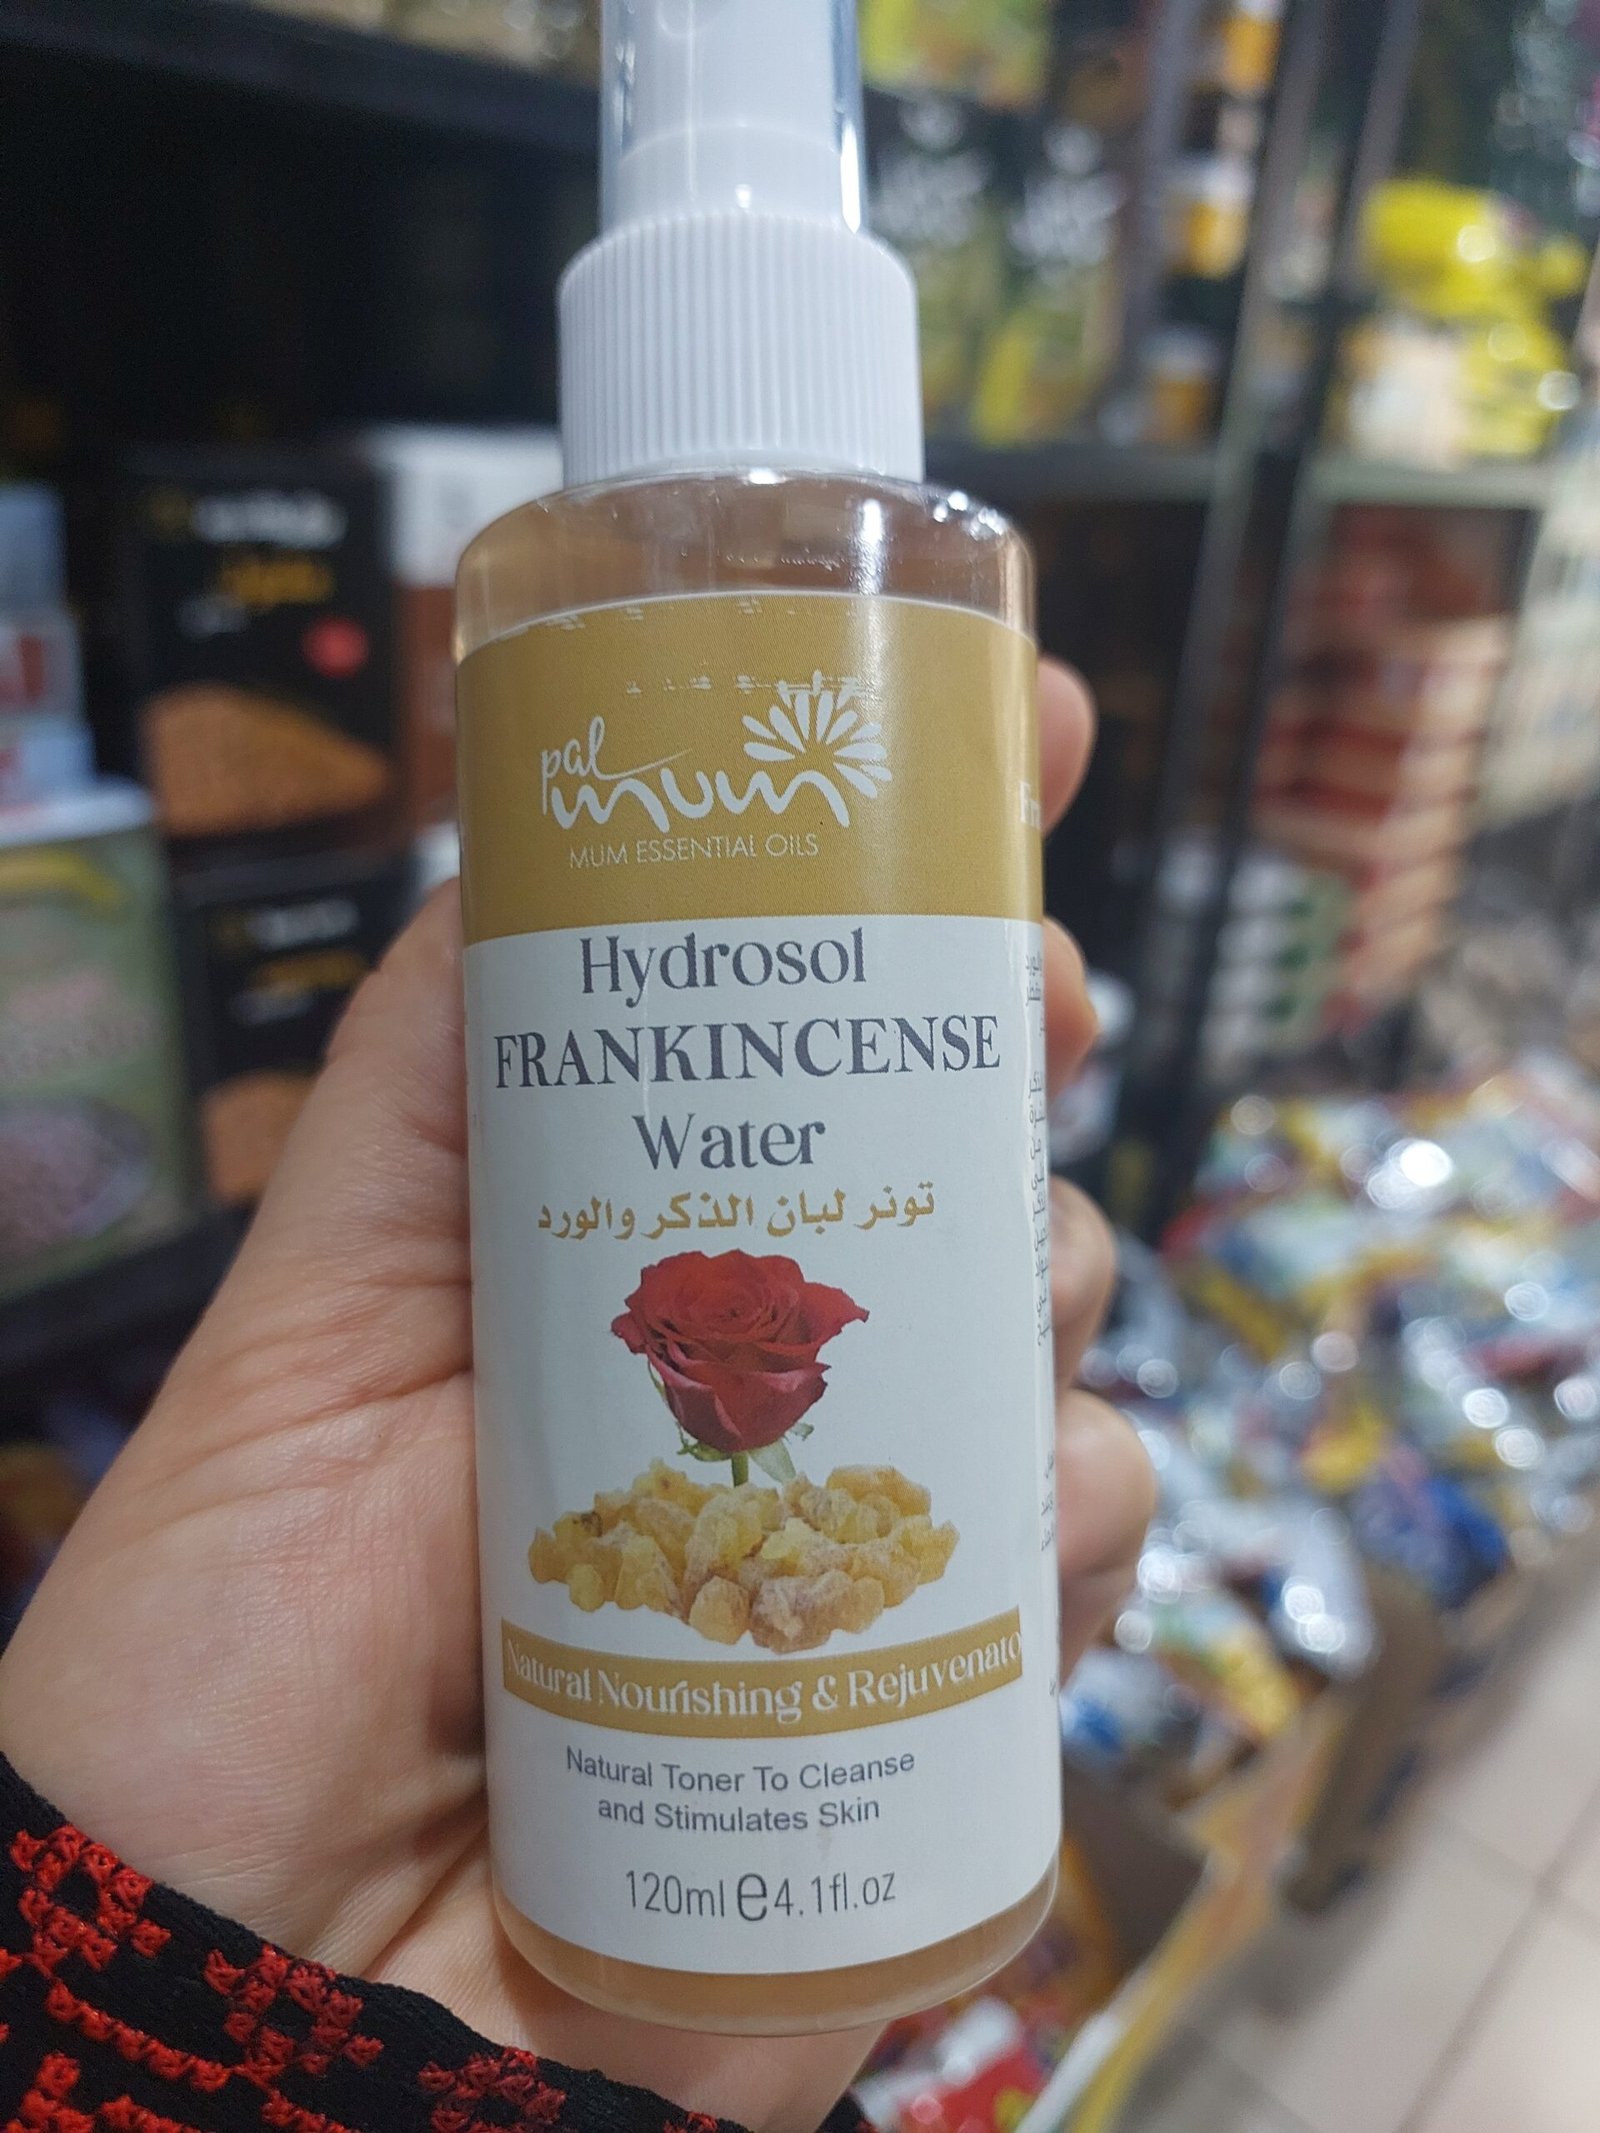 pal
mum
MUM ESSENTIAL OILS
Hydrosol
FRANKINCENSE
Water
تونر لبان الذكر والورد
Natural Nourishing & Rejuvenato
Natural Toner To Cleanse
and Stimulates Skin
120ml e 4.1fl.oz